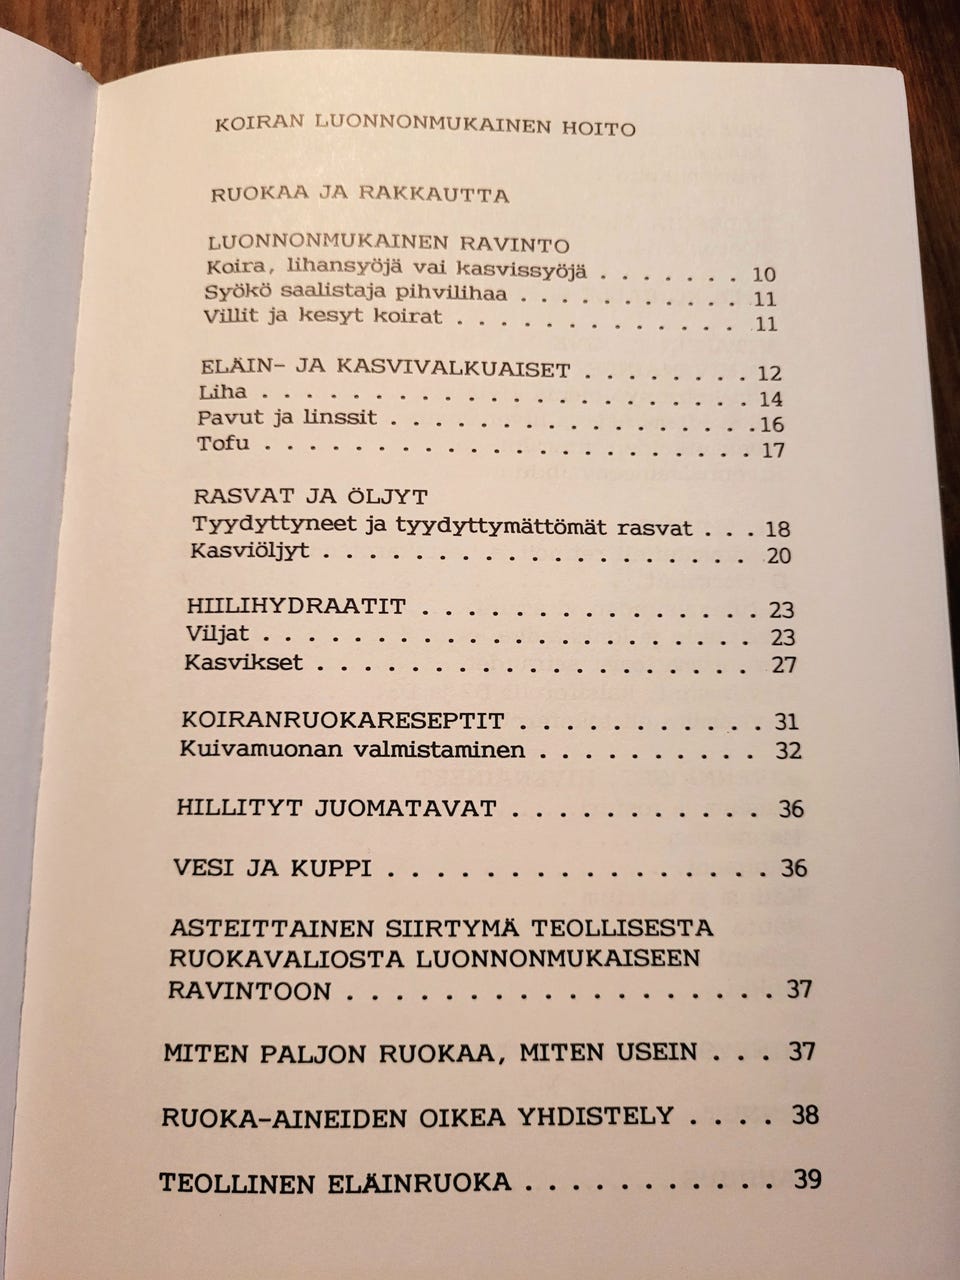 KOIRAN LUONNONMUKAINEN HOITO
RUOKAA JA RAKKAUTTA
LUONNONMUKAINEN RAVINTO
Koira, lihansyöjä vai kasvissyöjä . . . . . . . 10
Syökö saalistaja pihvilihaa . . . . . . . . . . . 11
Villit ja kesyt koirat . . . . . . . . . . . . . 11
ELÄIN- JA KASVIVALKUAISET . . . . . . . . 12
Liha . . . . . . . . . . . . . . . . . . . . . 14
Pavut ja linssit . . . . . . . . . . . . . . . . 16
Tofu . . . . . . . . . . . . . . . . . . . . . 17
RASVAT JA ÖLJYT
Tyydyttyneet ja tyydyttymättömät rasvat . . . 18
Kasviöljyt . . . . . . . . . . . . . . . . . . 20
HIILIHYDRAATIT . . . . . . . . . . . . . . 23
Viljat . . . . . . . . . . . . . . . . . . . . 23
Kasvikset . . . . . . . . . . . . . . . . . . 27
KOIRANRUOKARESEPTIT . . . . . . . . . . . 31
Kuivamuonan valmistaminen . . . . . . . . . . 32
HILLITYT JUOMATAVAT . . . . . . . . . . . 36
VESI JA KUPPI . . . . . . . . . . . . . . . . 36
ASTEITTAINEN SIIRTYMÄ TEOLLISESTA
RUOKAVALIOSTA LUONNONMUKAISEEN
RAVINTOON . . . . . . . . . . . . . . . . . 37
MITEN PALJON RUOKAA, MITEN USEIN . . . 37
RUOKA-AINEIDEN OIKEA YHDISTELY . . . . 38
TEOLLINEN ELÄINRUOKA . . . . . . . . . . . 39